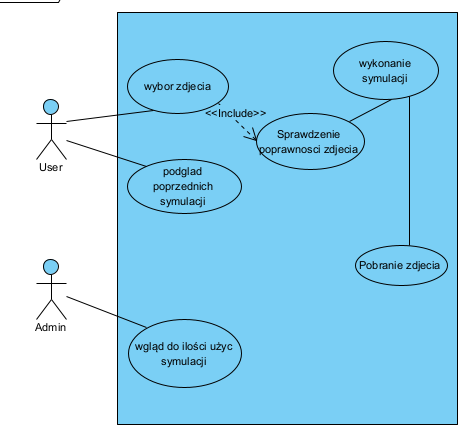 wykonanie
symulacji
wybor zdjecia
<<Include>>
Sprawdzenie
poprawnosci zdjecia
User
podglad
poprzednich
symulacji
Pobranie zdjecia
Admin
wgląd do ilości użyc
symulacji